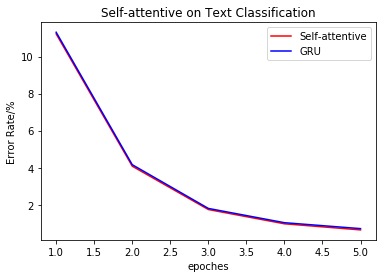 Self-attentive on Text Classification
Self-attentive
GRU
Error Rate/%
10
8
6
4
2
1.0 1.5 2.0 2.5 3.0 3.5 4.0 4.5 5.0
epoches